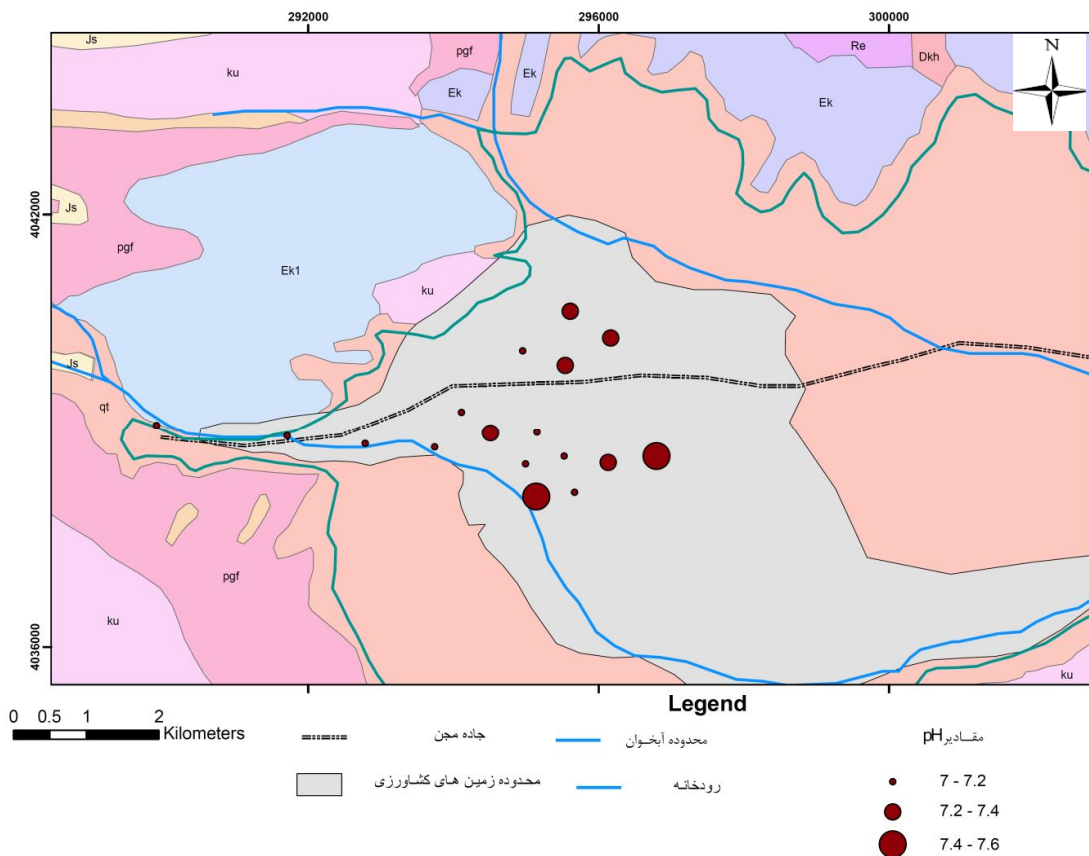 292000 296000 300000
Js
ku
pgf
Ek
Ek
Re
Dkh
Ek
N
4042000
Js
pgf
Ek1
ku
Js
qt
pgf
ku
4036000
ku
Legend
0 0.5 1 2
Kilometers
جاده مجن
محدوده آبخوان
مقادیر pH
محدوده زمین های کشاورزی
رودخانه
7 - 7.2
7.2 - 7.4
7.4 - 7.6